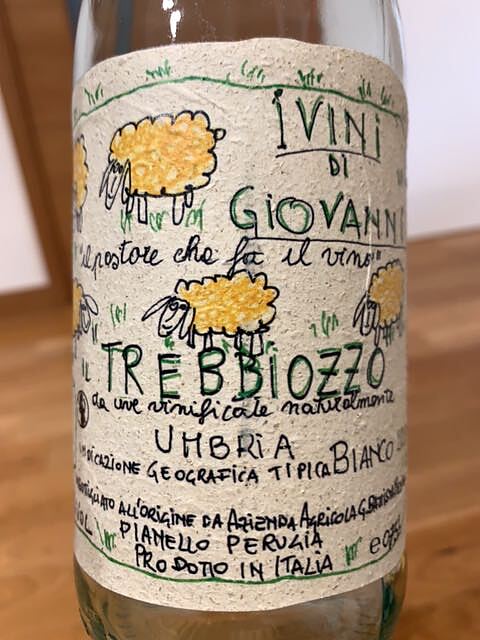 I VINI
DI
GIOVANNI
"il pastore che fa il vino"
IL TREBBIOZZO
da uve vinificate naturalmente
UMBRIA
INDICAZIONE GEOGRAFICA TIPICA BIANCO
ALL'ORIGINE DA AZIENDA AGRICOLA G.
PIANELLO PERUGIA
PRODOTTO IN ITALIA